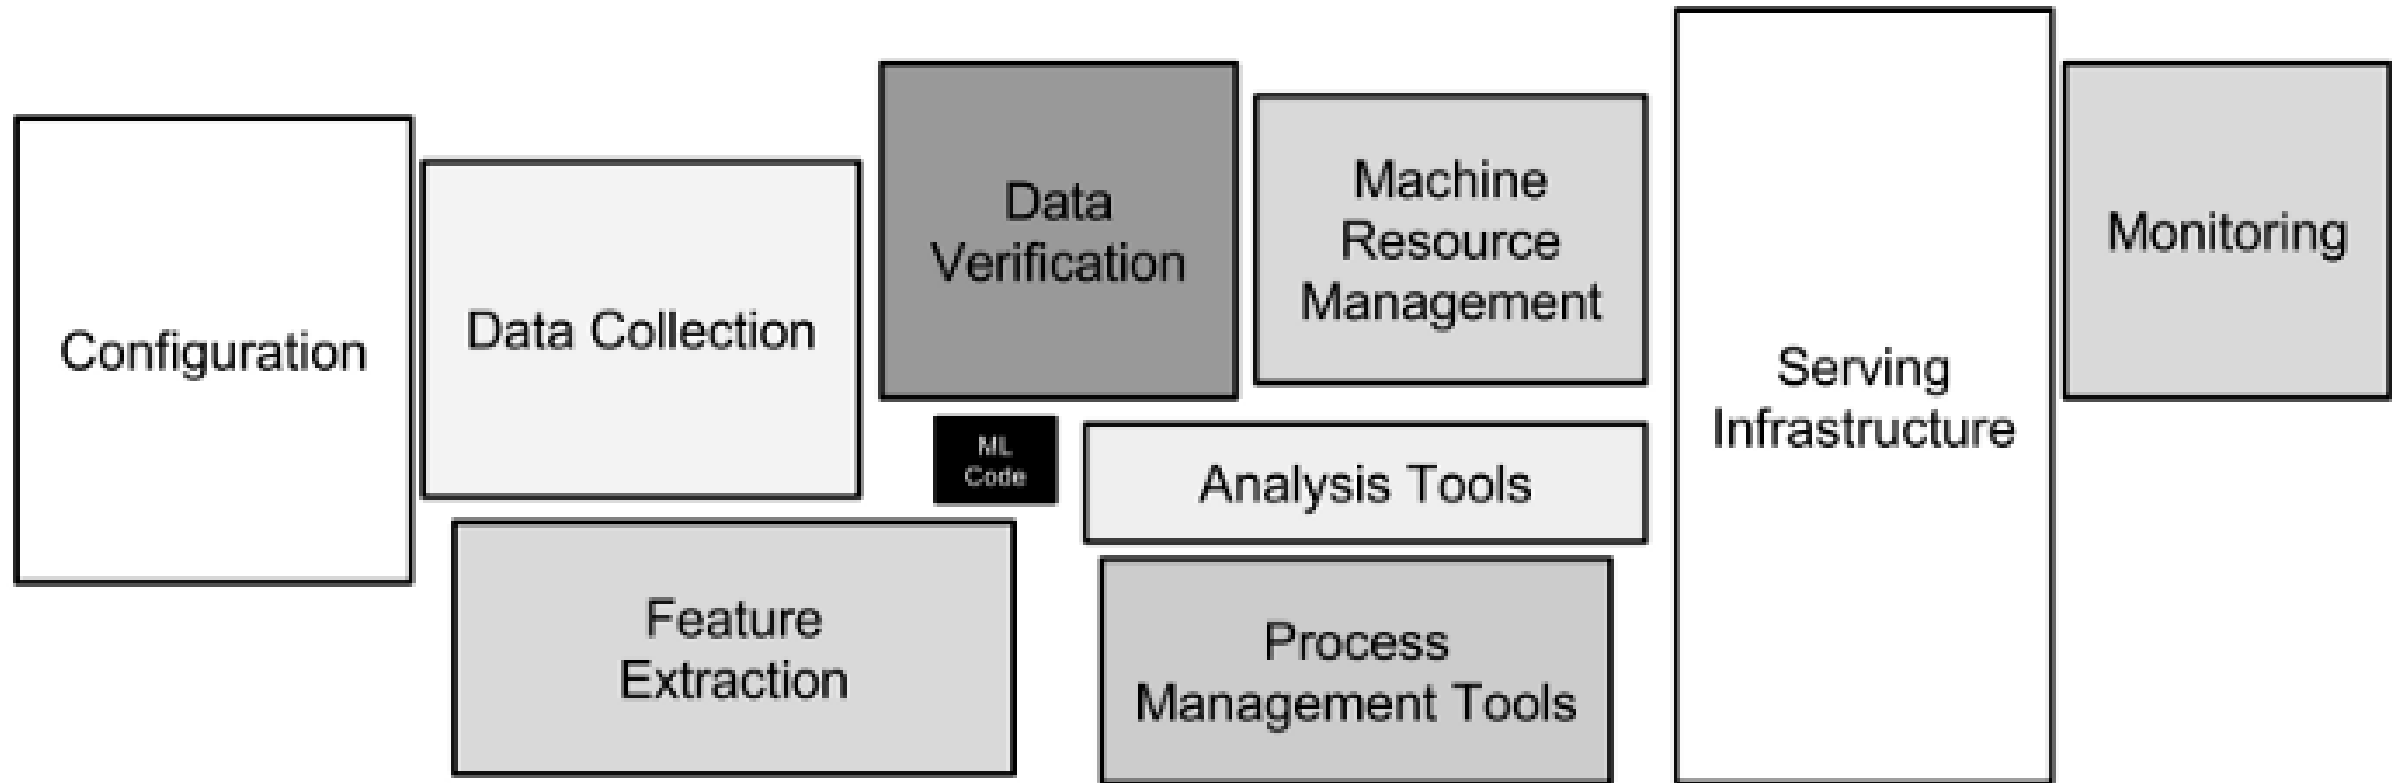 Configuration
Data Collection
Feature
Extraction
Data
Verification
ML
Code
Machine
Resource
Management
Analysis Tools
Process
Management Tools
Serving
Infrastructure
Monitoring